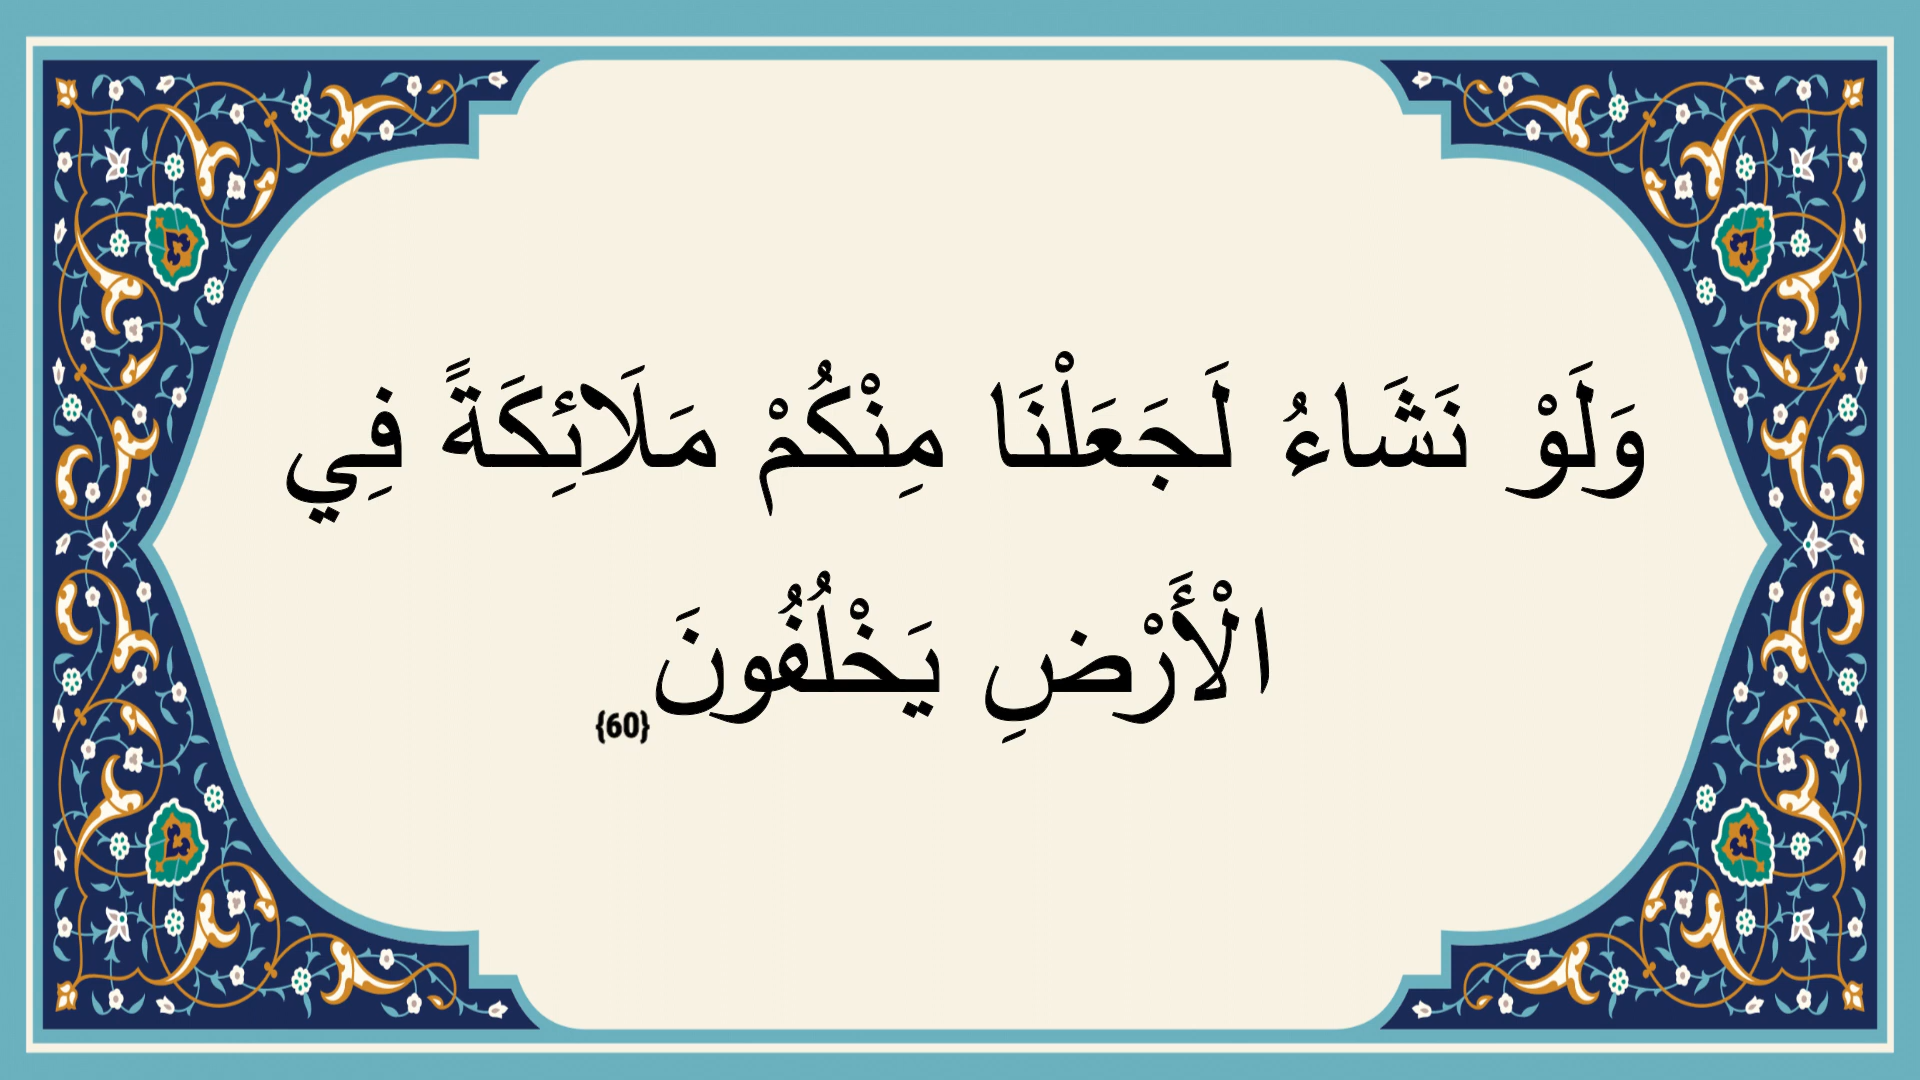 وَلَوْ نَشَاءُ لَجَعَلْنَا مِنْكُمْ مَلَائِكَةً فِي
الْأَرْضِ يَخْلُفُونَ {60}